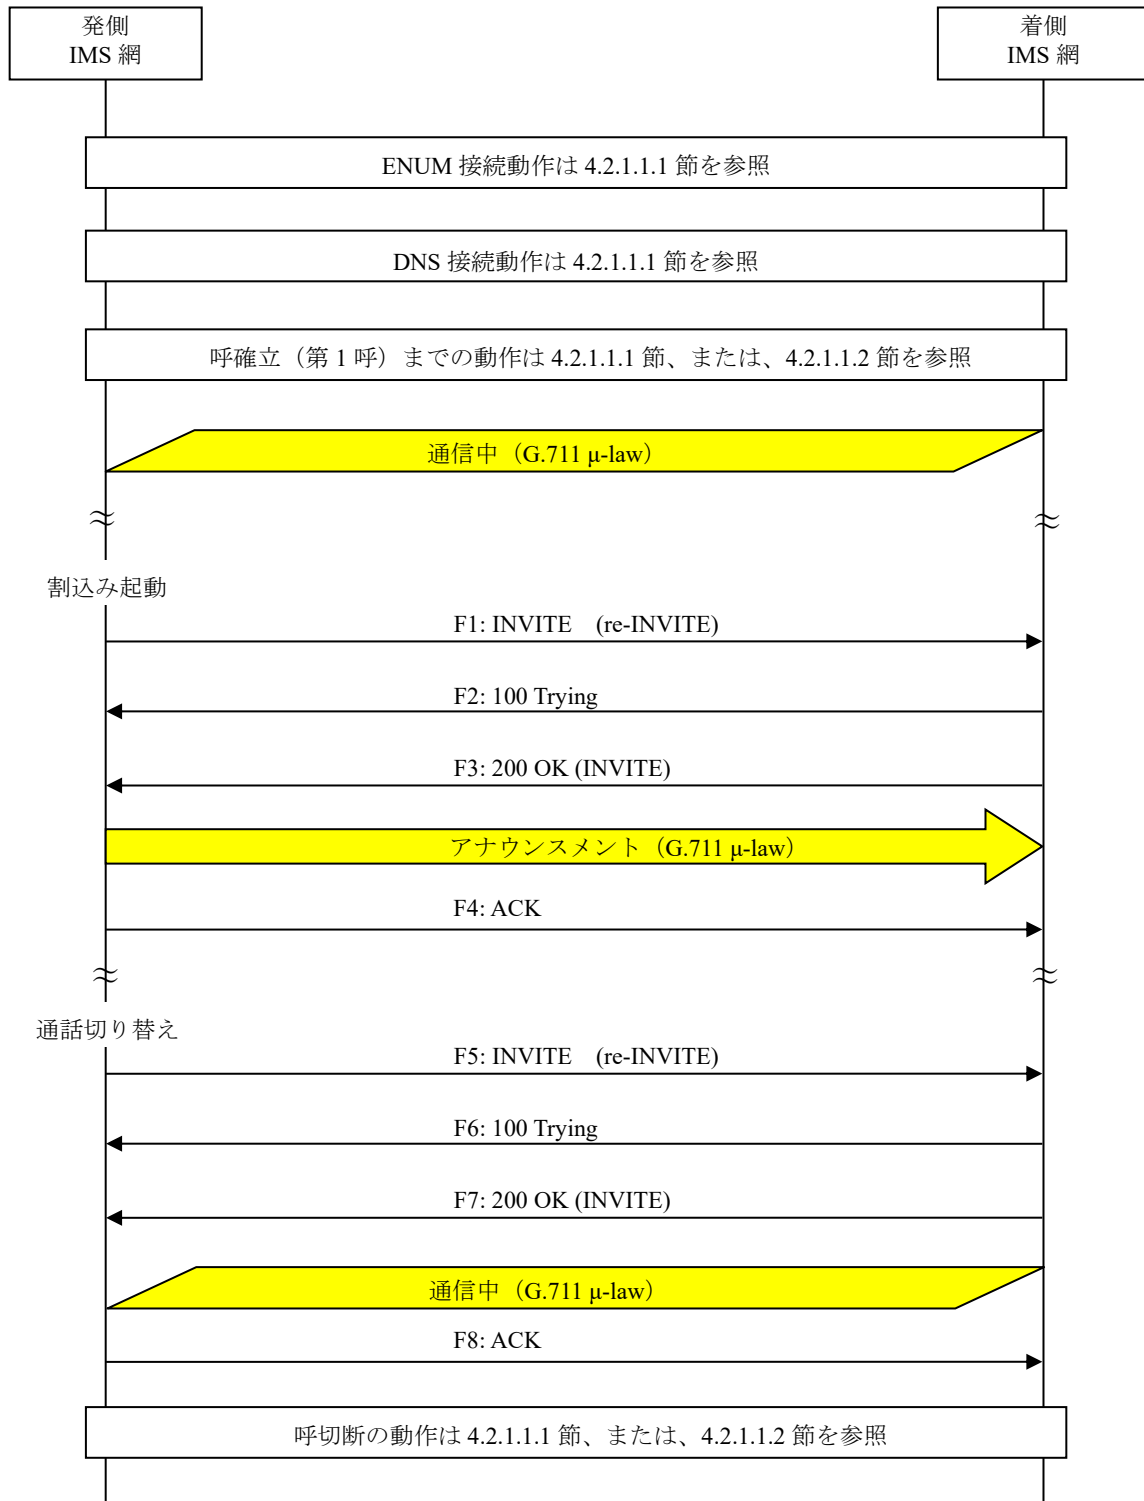 発側
IMS 網
着側
IMS 網
ENUM 接続動作は 4.2.1.1.1 節を参照
DNS 接続動作は 4.2.1.1.1 節を参照
呼確立（第 1 呼）までの動作は 4.2.1.1.1 節、または、4.2.1.1.2 節を参照
通信中（G.711 μ-law）
割込み起動
F1: INVITE (re-INVITE)
F2: 100 Trying
F3: 200 OK (INVITE)
アナウンスメント（G.711 μ-law）
F4: ACK
通話切り替え
F5: INVITE (re-INVITE)
F6: 100 Trying
F7: 200 OK (INVITE)
通信中（G.711 μ-law）
F8: ACK
呼切断の動作は 4.2.1.1.1 節、または、4.2.1.1.2 節を参照